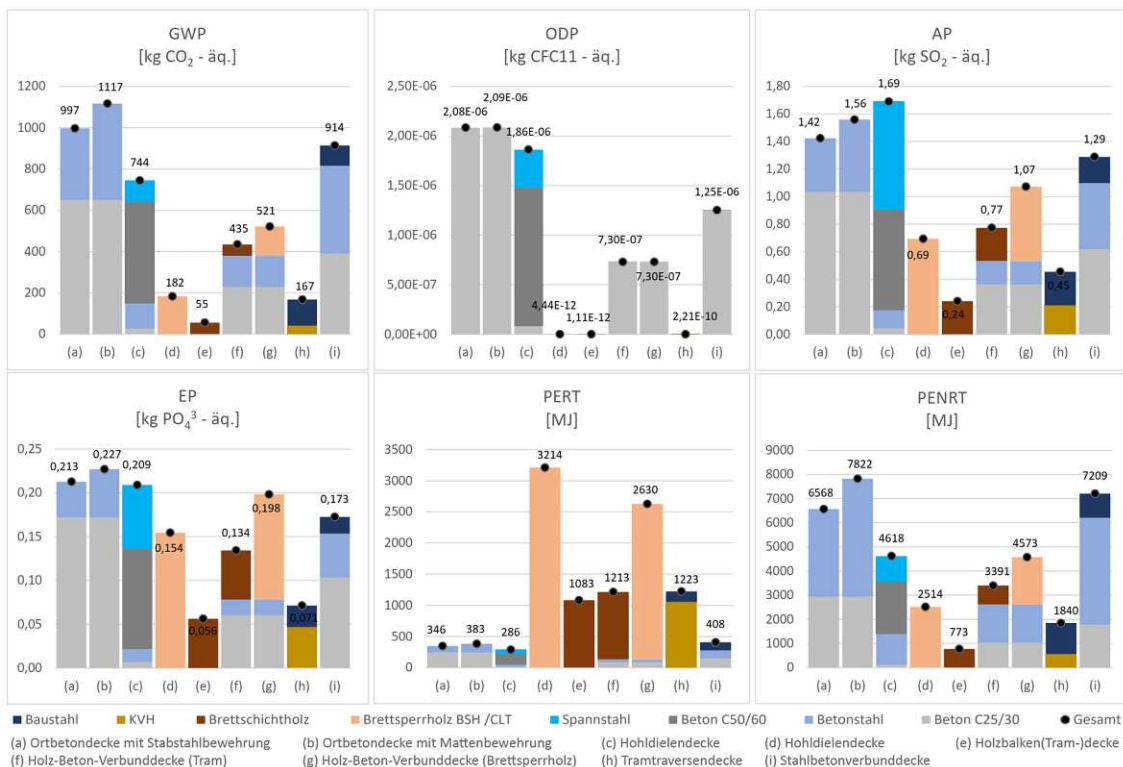 GWP
[kg CO₂ - äq.]
1200
1000
800
600
400
200
0
997
1117
744
182
55
435
521
167
914
(a) (b) (c) (d) (e) (f) (g) (h) (i)
ODP
[kg CFC11 - äq.]
2,50E-06
2,00E-06
1,50E-06
1,00E-06
5,00E-07
0,00E+00
2,08E-06
2,09E-06
1,86E-06
4,44E-12
1,11E-12
7,30E-07
7,30E-07
2,21E-10
1,25E-06
(a) (b) (c) (d) (e) (f) (g) (h) (i)
AP
[kg SO₂ - äq.]
1,80
1,60
1,40
1,20
1,00
0,80
0,60
0,40
0,20
0,00
1,42
1,56
1,69
0,69
0,24
0,77
1,07
0,45
1,29
(a) (b) (c) (d) (e) (f) (g) (h) (i)
EP
[kg PO₄³ - äq.]
0,25
0,20
0,15
0,10
0,05
0,00
0,213
0,227
0,209
0,154
0,056
0,134
0,198
0,071
0,173
(a) (b) (c) (d) (e) (f) (g) (h) (i)
PERT
[MJ]
3500
3000
2500
2000
1500
1000
500
0
346
383
286
3214
1083
1213
2630
1223
408
(a) (b) (c) (d) (e) (f) (g) (h) (i)
PENRT
[MJ]
9000
8000
7000
6000
5000
4000
3000
2000
1000
0
6568
7822
4618
2514
773
3391
4573
1840
7209
(a) (b) (c) (d) (e) (f) (g) (h) (i)
Baustahl KVH Brettschichtholz Brettsperrholz BSH /CLT Spannstahl Beton C50/60 Betonstahl Beton C25/30 Gesamt
(a) Ortbetondecke mit Stabstahlbewehrung (b) Ortbetondecke mit Mattenbewehrung (c) Hohldielendecke (d) Hohldielendecke (e) Holzbalken(Tram-)decke
(f) Holz-Beton-Verbunddecke (Tram) (g) Holz-Beton-Verbunddecke (Brettsperrholz) (h) Tramtraversendecke (i) Stahlbetonverbunddecke